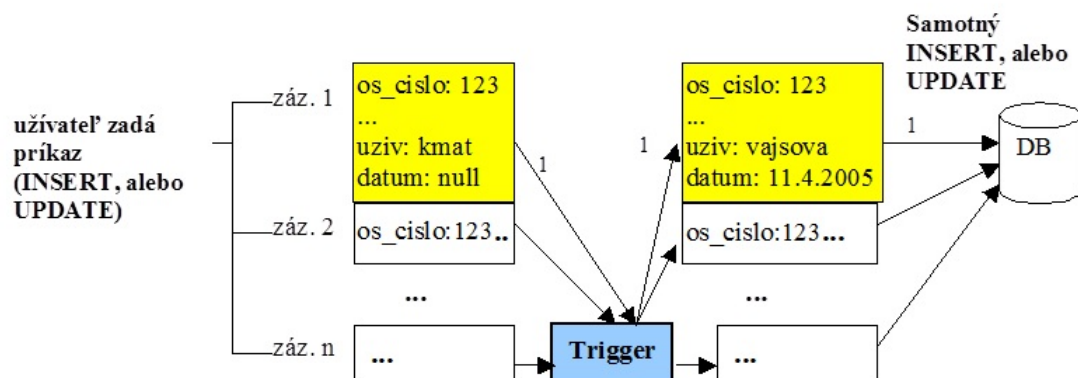 Samotný
INSERT, alebo
UPDATE
užívateľ zadá
príkaz
(INSERT, alebo
UPDATE)
záz. 1
os_cislo: 123
...
uziv: kmat
datum: null
1
1
os_cislo: 123
...
uziv: vajsova
datum: 11.4.2005
1
DB
záz. 2
os_cislo:123..
os_cislo:123...
...
...
záz. n
...
Trigger
...